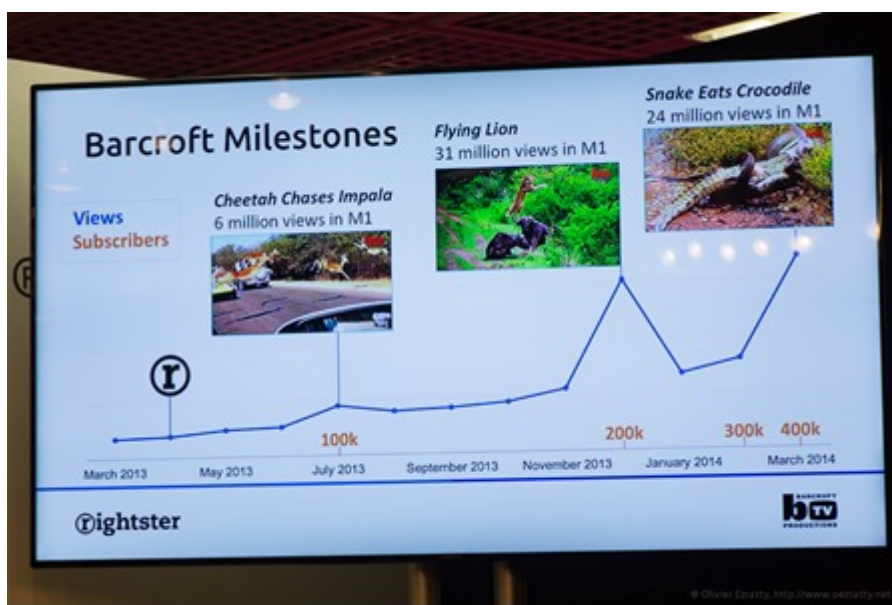 Barcroft Milestones
Views
Subscribers
Cheetah Chases Impala
6 million views in M1
Flying Lion
31 million views in M1
Snake Eats Crocodile
24 million views in M1
r
100k
200k
300k
400k
March 2013
May 2013
July 2013
September 2013
November 2013
January 2014
March 2014
rightster
BARCROFT
b TV
PRODUCTIONS
© Olivier Ezratty, http://www.oezratty.net